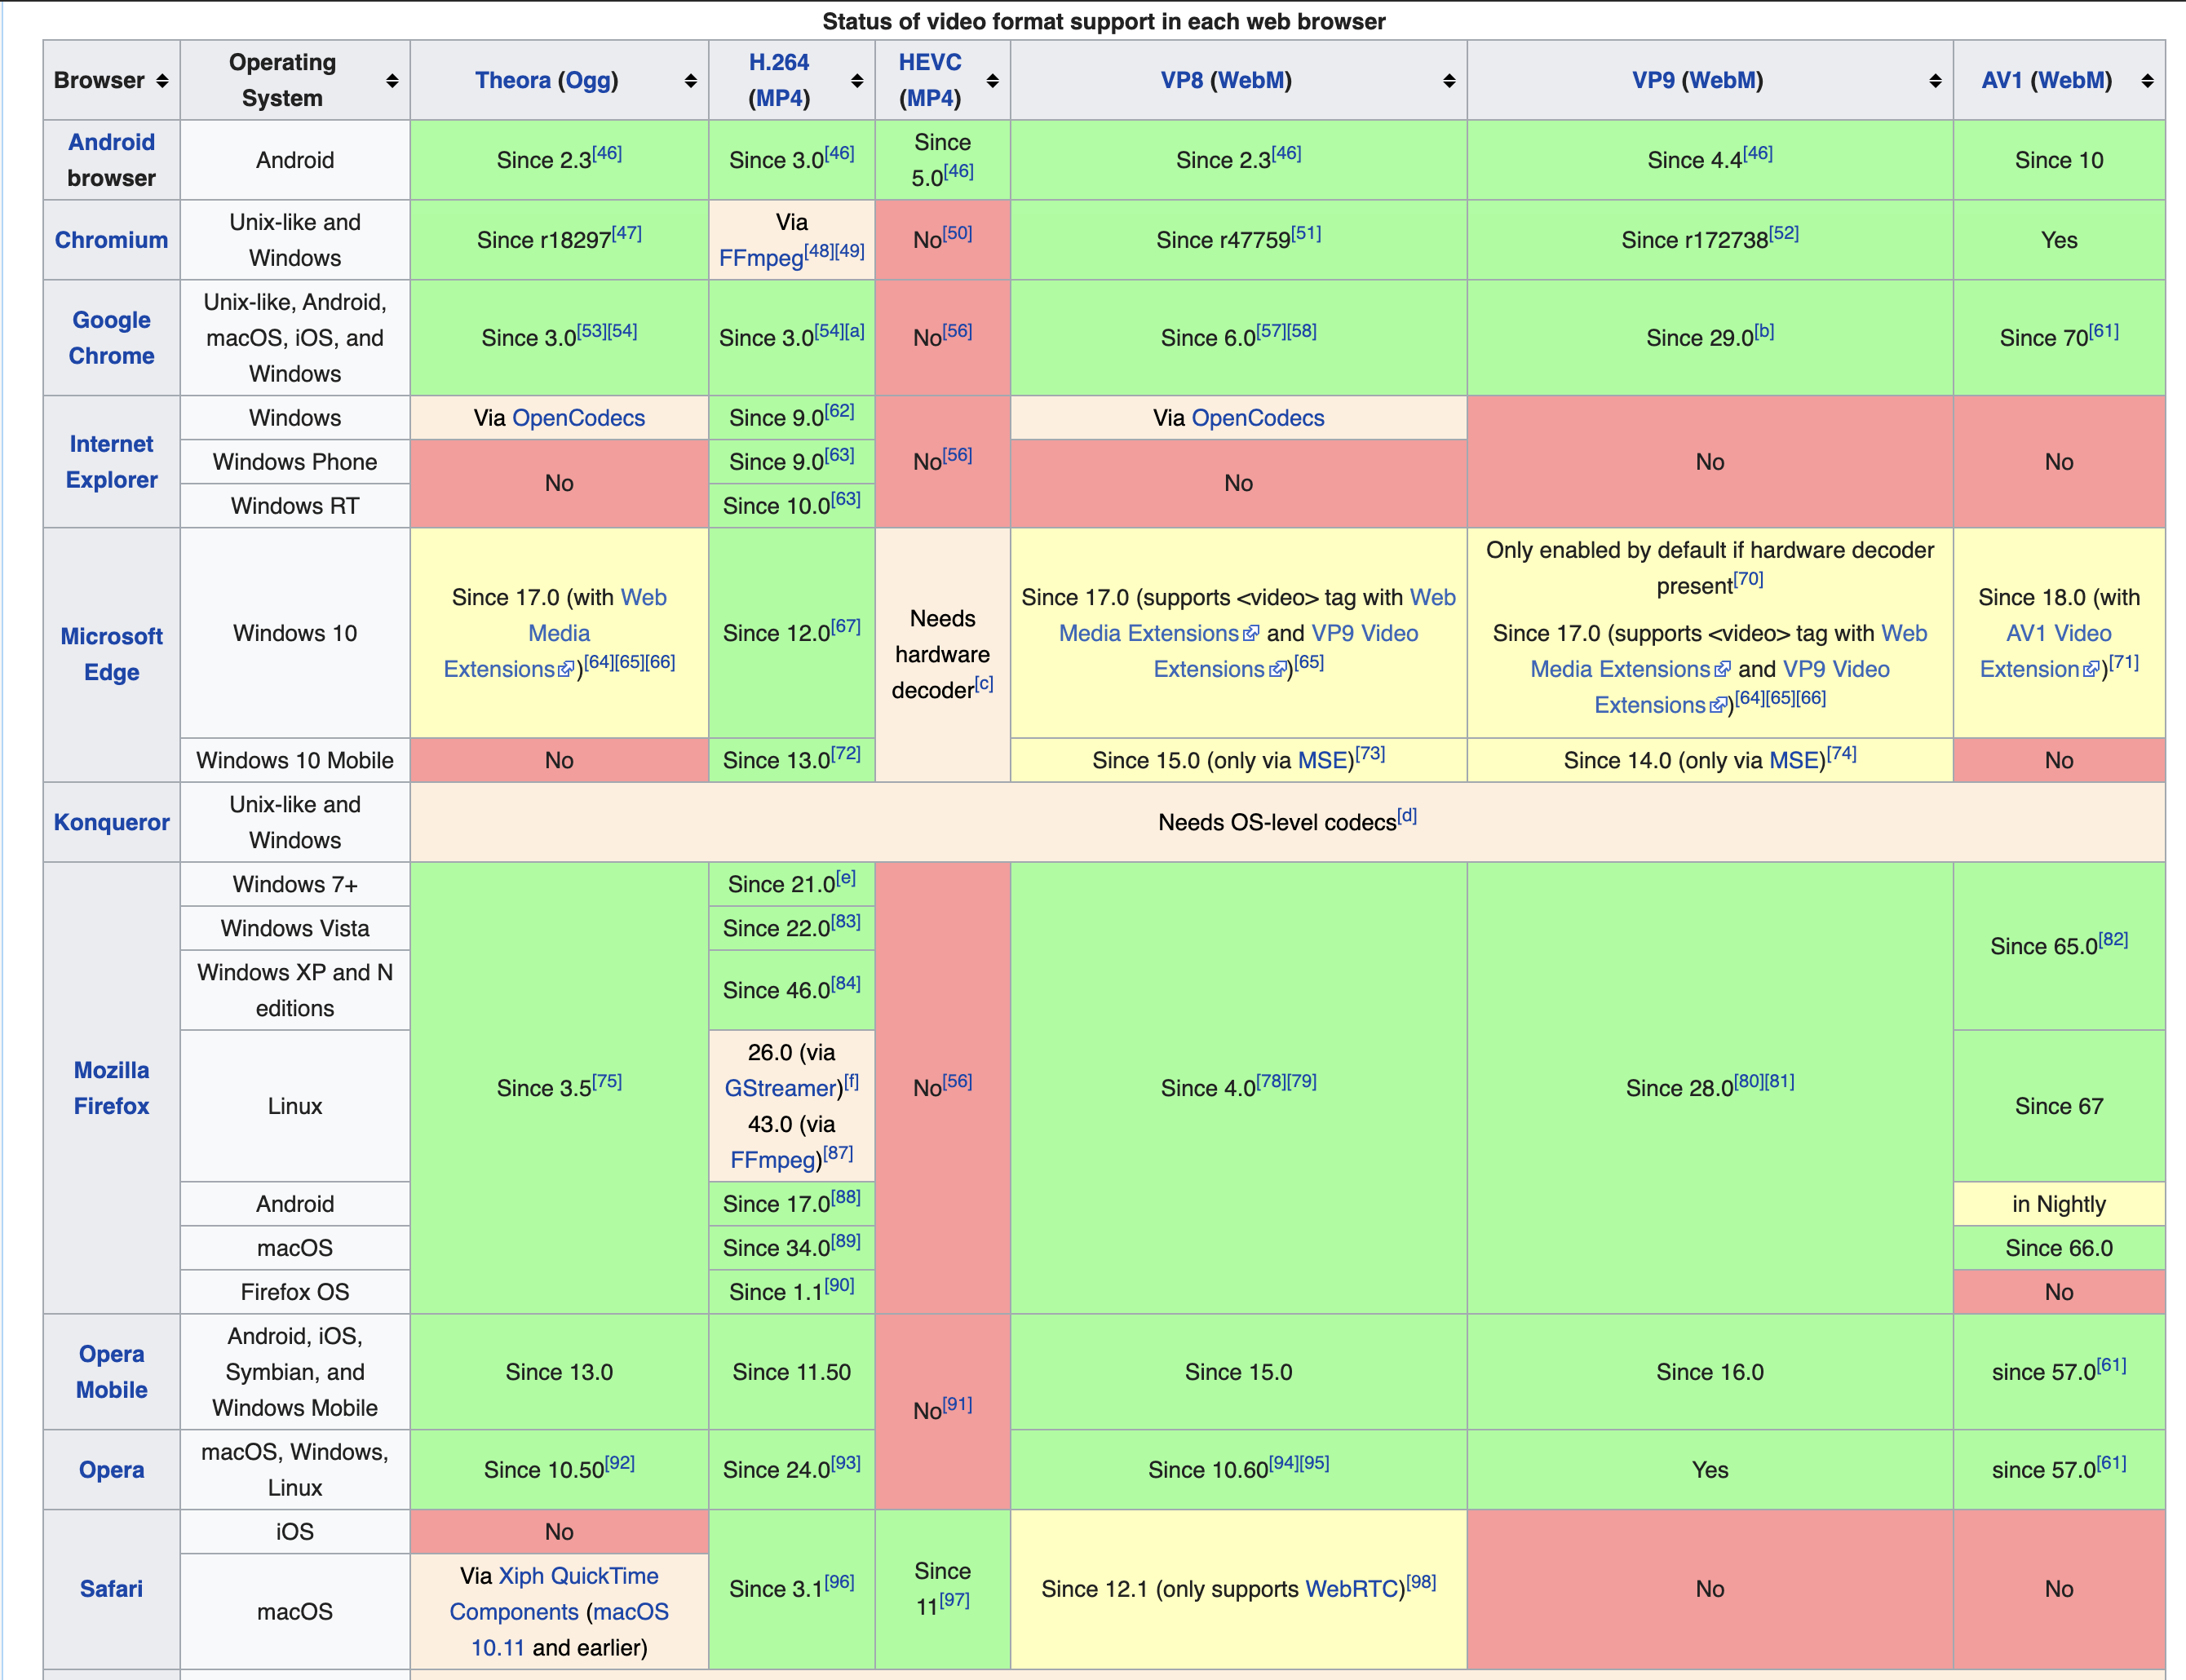 Status of video format support in each web browser
Browser
Operating
System
Theora (Ogg)
H.264
(MP4)
HEVC
(MP4)
VP8 (WebM)
VP9 (WebM)
AV1 (WebM)
Android
browser
Android
Since 2.3[46]
Since 3.0[46]
Since
5.0[46]
Since 2.3[46]
Since 4.4[46]
Since 10
Chromium
Unix-like and
Windows
Since r18297[47]
Via
FFmpeg[48][49]
No[50]
Since r47759[51]
Since r172738[52]
Yes
Google
Chrome
Unix-like, Android,
macOS, iOS, and
Windows
Since 3.0[53][54]
Since 3.0[54][a]
No[56]
Since 6.0[57][58]
Since 29.0[b]
Since 70[61]
Internet
Explorer
Windows
Via OpenCodecs
Since 9.0[62]
No[56]
Via OpenCodecs
No
No
Windows Phone
No
Since 9.0[63]
No
Windows RT
Since 10.0[63]
Microsoft
Edge
Windows 10
Since 17.0 (with Web
Media
Extensions)[64][65][66]
Since 12.0[67]
Needs
hardware
decoder[c]
Since 17.0 (supports <video> tag with Web
Media Extensions and VP9 Video
Extensions)[65]
Only enabled by default if hardware decoder
present[70]
Since 17.0 (supports <video> tag with Web
Media Extensions and VP9 Video
Extensions)[64][65][66]
Since 18.0 (with
AV1 Video
Extension)[71]
Windows 10 Mobile
No
Since 13.0[72]
Since 15.0 (only via MSE)[73]
Since 14.0 (only via MSE)[74]
No
Konqueror
Unix-like and
Windows
Needs OS-level codecs[d]
Mozilla
Firefox
Windows 7+
Since 3.5[75]
Since 21.0[e]
No[56]
Since 4.0[78][79]
Since 28.0[80][81]
Since 65.0[82]
Windows Vista
Since 22.0[83]
Windows XP and N
editions
Since 46.0[84]
Linux
26.0 (via
GStreamer)[f]
43.0 (via
FFmpeg)[87]
Since 67
Android
Since 17.0[88]
in Nightly
macOS
Since 34.0[89]
Since 66.0
Firefox OS
Since 1.1[90]
No
Opera
Mobile
Android, iOS,
Symbian, and
Windows Mobile
Since 13.0
Since 11.50
No[91]
Since 15.0
Since 16.0
since 57.0[61]
Opera
macOS, Windows,
Linux
Since 10.50[92]
Since 24.0[93]
Since 10.60[94][95]
Yes
since 57.0[61]
Safari
iOS
No
Since 3.1[96]
Since
11[97]
Since 12.1 (only supports WebRTC)[98]
No
No
macOS
Via Xiph QuickTime
Components (macOS
10.11 and earlier)